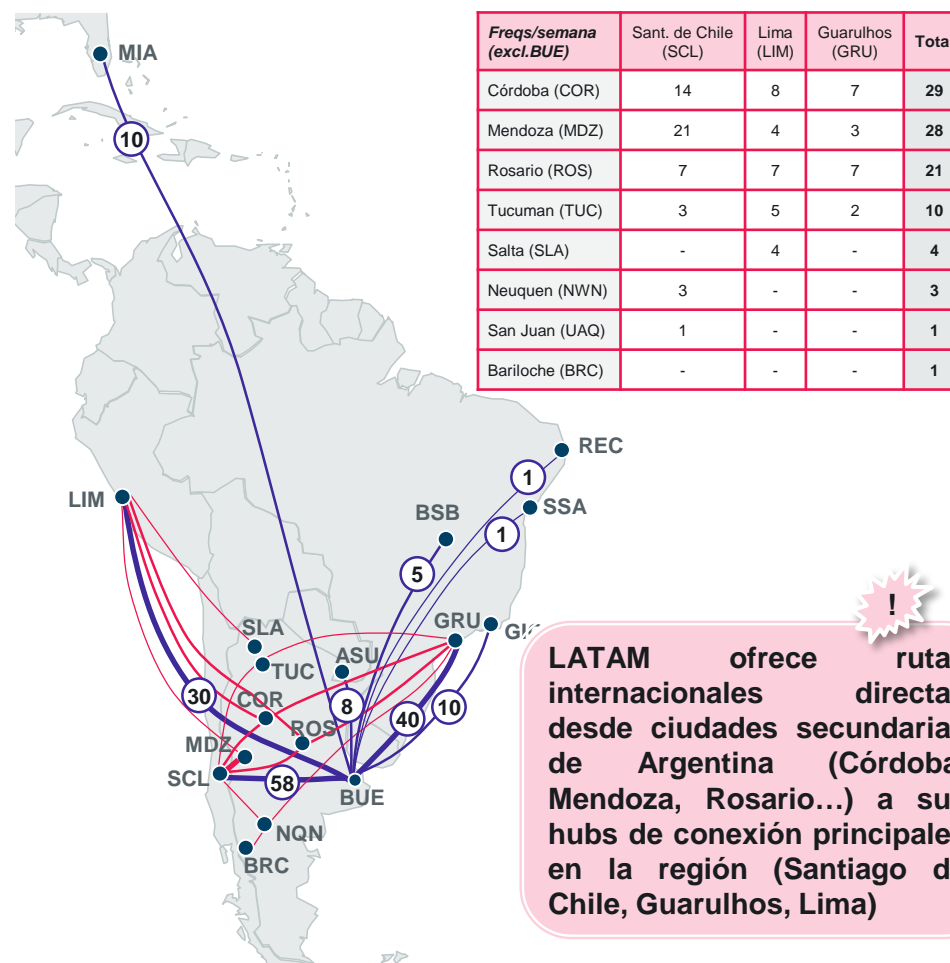 MIA
10
Freqs/semana (excl.BUE) Sant. de Chile (SCL) Lima (LIM) Guarulhos (GRU) Tota
Córdoba (COR) 14 8 7 29
Mendoza (MDZ) 21 4 3 28
Rosario (ROS) 7 7 7 21
Tucuman (TUC) 3 5 2 10
Salta (SLA) - 4 - 4
Neuquen (NWN) 3 - - 3
San Juan (UAQ) 1 - - 1
Bariloche (BRC) - - - 1
REC
1
LIM
SSA
BSB
1
5
GRU
SLA
ASU
TUC
30
COR
8
40
10
ROS
MDZ
SCL
58
BUE
NQN
BRC
!
LATAM ofrece ruta
internacionales directa
desde ciudades secundaria
de Argentina (Córdoba
Mendoza, Rosario…) a su
hubs de conexión principale
en la región (Santiago d
Chile, Guarulhos, Lima)